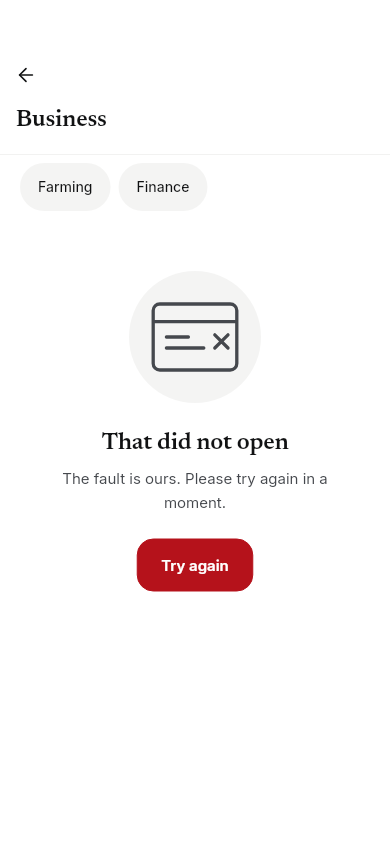 Business
Farming
Finance
That did not open
The fault is ours. Please try again in a
moment.
Try again